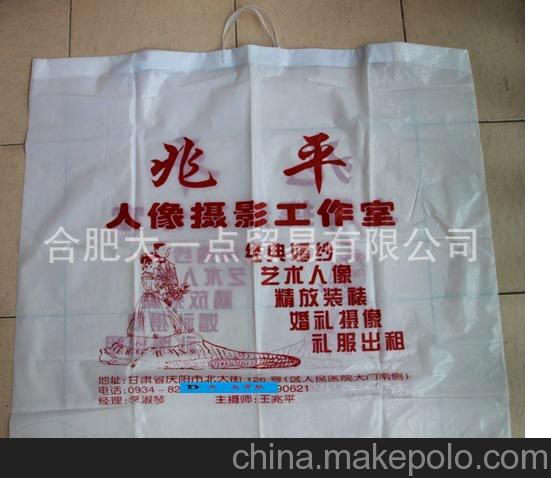 兆平
人像摄影工作室
合肥大一点贸易有限公司
经典婚纱
艺术人像
精放装裱
婚礼摄像
礼服出租
地址:甘肃省庆阳市北大街126号(区人民医院大门南侧)
电话:0934-82
90621
经理:李淑琴 主摄师:王兆平
china.makepolo.com